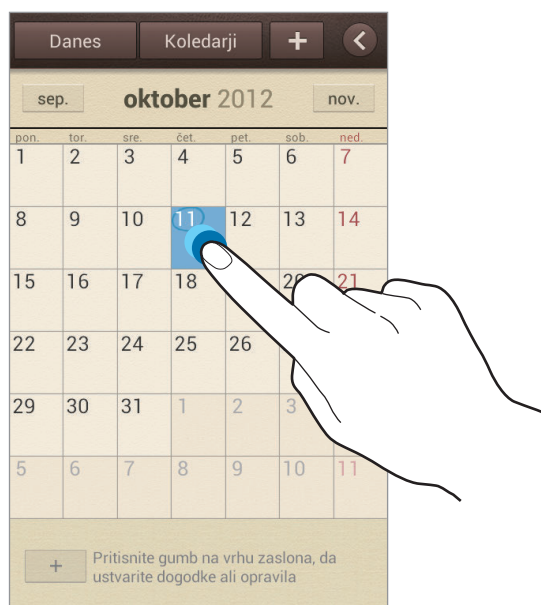 Danes Koledarji +
sep. oktober 2012 nov.
pon. tor. sre. čet. pet. sob. ned.
1 2 3 4 5 6 7
8 9 10 11 12 13 14
15 16 17 18 21
22 23 24 25 26
29 30 31 1 2 3
5 6 7 8 9 10 11
Pritisnite gumb na vrhu zaslona, da
+ ustvarite dogodke ali opravila